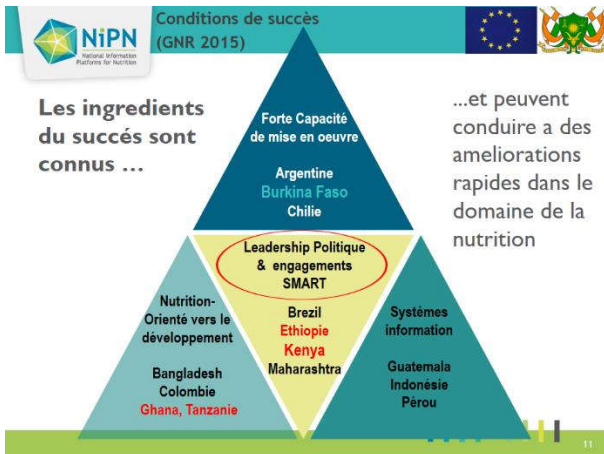 NiPN
National Information
Platforms for Nutrition
Conditions de succès
(GNR 2015)
Les ingredients
du succés sont
connus ...
Forte Capacité
de mise en oeuvre
Argentine
Burkina Faso
Chilie
...et peuvent
conduire a des
ameliorations
rapides dans le
domaine de la
nutrition
Leadership Politique
& engagements
SMART
Brezil
Ethiopie
Kenya
Maharashtra
Nutrition-
Orienté vers le
développement
Bangladesh
Colombie
Ghana, Tanzanie
Systèmes
information
Guatemala
Indonésie
Pérou
11